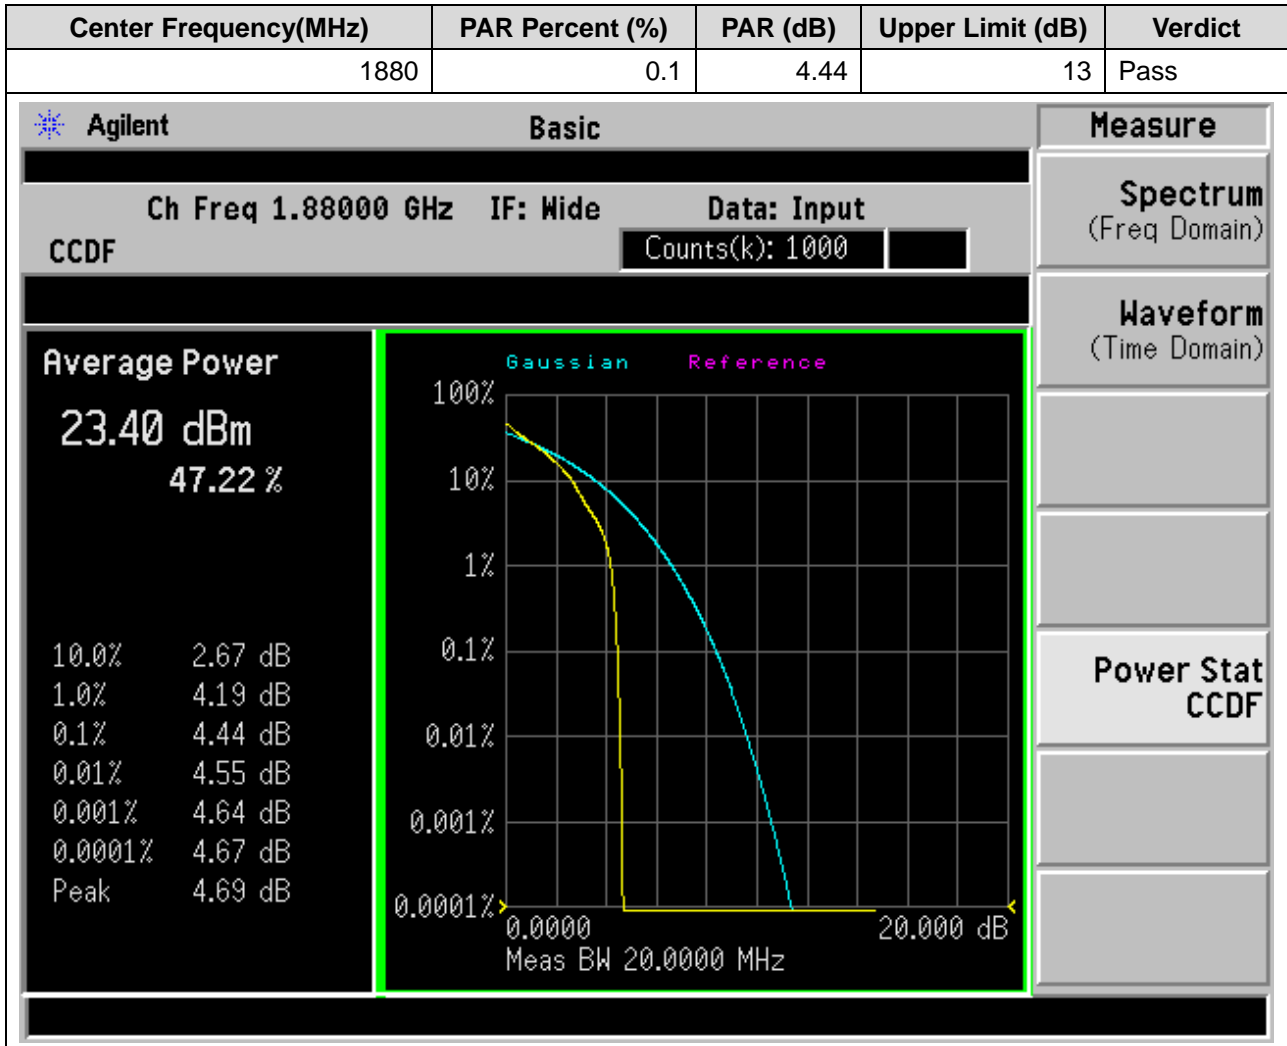 Center Frequency(MHz) PAR Percent (%) PAR (dB) Upper Limit (dB) Verdict
1880 0.1 4.44 13 Pass
Agilent Basic Measure
Ch Freq 1.88000 GHz IF: Wide Data: Input
CCDF Counts(k): 1000
Spectrum
(Freq Domain)
Waveform
(Time Domain)
Power Stat
CCDF
Average Power
23.40 dBm
47.22 %
10.0% 2.67 dB
1.0% 4.19 dB
0.1% 4.44 dB
0.01% 4.55 dB
0.001% 4.64 dB
0.0001% 4.67 dB
Peak 4.69 dB
Gaussian Reference
100%
10%
1%
0.1%
0.01%
0.001%
0.0001%
0.0000 20.000 dB
Meas BW 20.0000 MHz